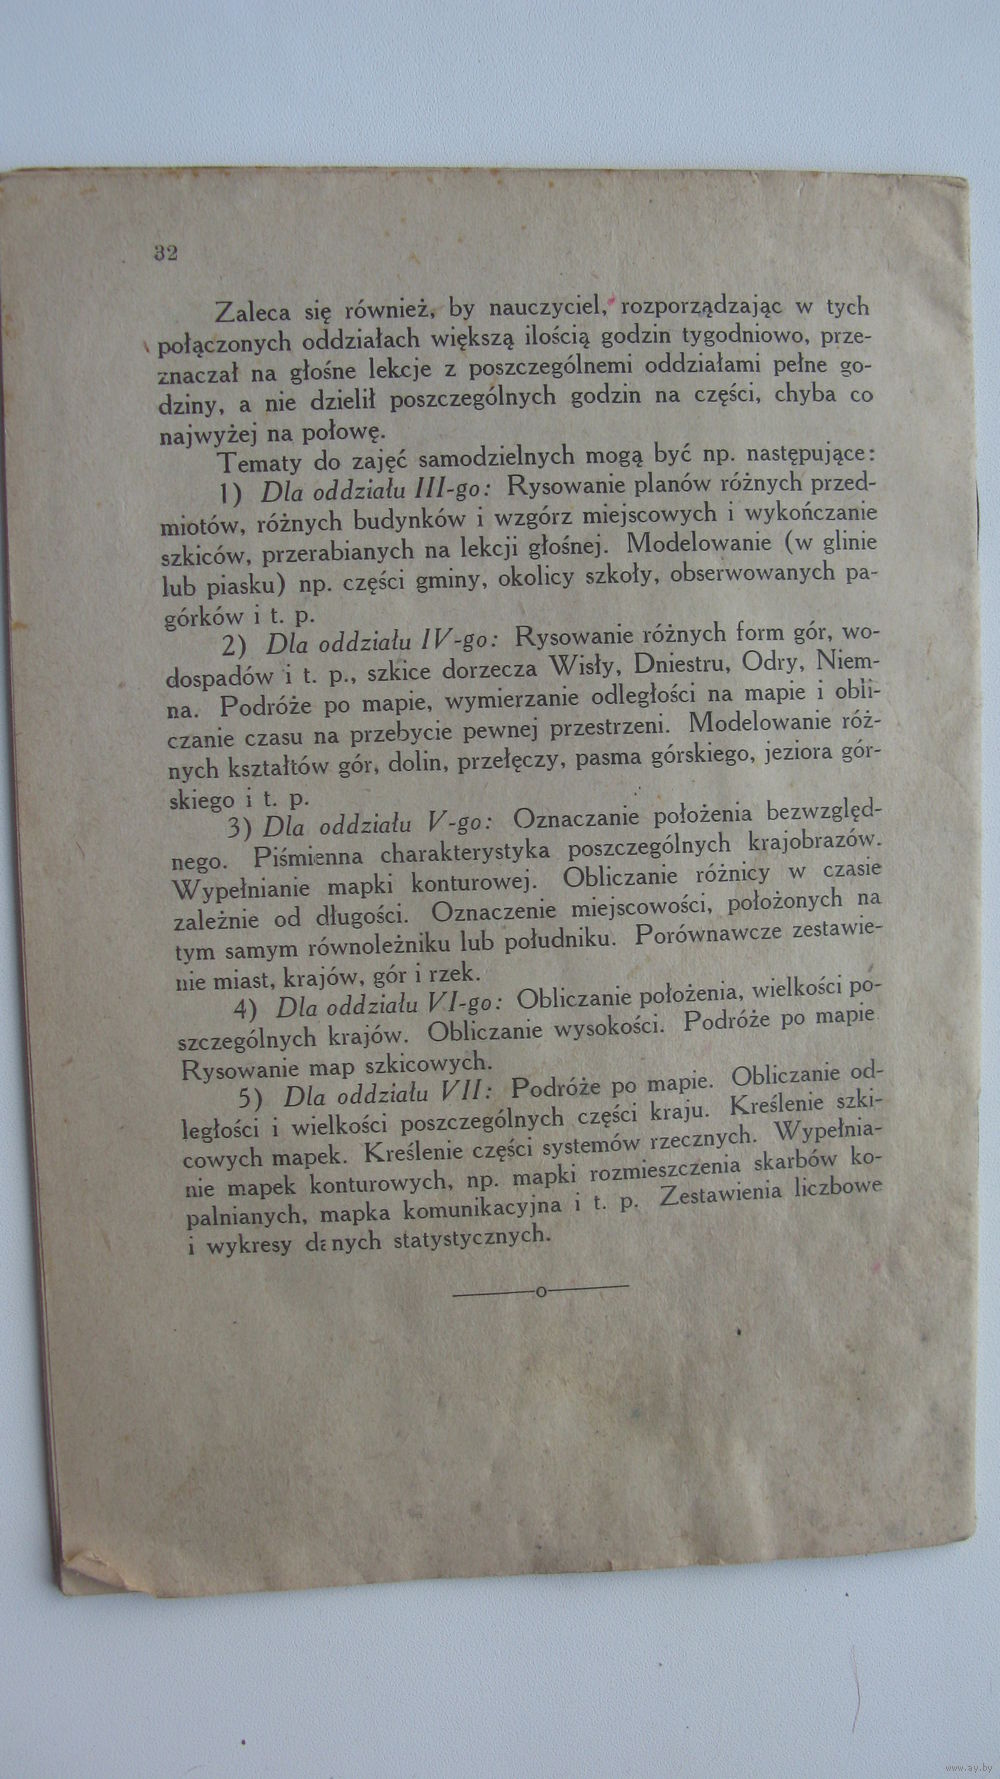 32
Zaleca się również, by nauczyciel, rozporządzając w tych
połączonych oddziałach większą ilością godzin tygodniowo, prze-
znaczał na głośne lekcje z poszczególnemi oddziałami pełne go-
dziny, a nie dzielił poszczególnych godzin na części, chyba co
najwyżej na połowę.
Tematy do zajęć samodzielnych mogą być np. następujące:
1) Dla oddziału III-go: Rysowanie planów różnych przed-
miotów, różnych budynków i wzgórz miejscowych i wykończanie
szkiców, przerabianych na lekcji głośnej. Modelowanie (w glinie
lub piasku) np. części gminy, okolicy szkoły, obserwowanych pa-
górków i t. p.
2) Dla oddziału IV-go: Rysowanie różnych form gór, wo-
dospadów i t. p., szkice dorzecza Wisły, Dniestru, Odry, Niem-
na. Podróże po mapie, wymierzanie odległości na mapie i obli-
czanie czasu na przebycie pewnej przestrzeni. Modelowanie róż-
nych kształtów gór, dolin, przełęczy, pasma górskiego, jeziora gór-
skiego i t. p.
3) Dla oddziału V-go: Oznaczanie położenia bezwzględ-
nego. Piśmienna charakterystyka poszczególnych krajobrazów.
Wypełnianie mapki konturowej. Obliczanie różnicy w czasie
zależnie od długości. Oznaczenie miejscowości, położonych na
tym samym równoleżniku lub południku. Porównawcze zestawie-
nie miast, krajów, gór i rzek.
4) Dla oddziału VI-go: Obliczanie położenia, wielkości po-
szczególnych krajów. Obliczanie wysokości. Podróże po mapie
Rysowanie map szkicowych.
5) Dla oddziału VII: Podróże po mapie. Obliczanie od-
ległości i wielkości poszczególnych części kraju. Kreślenie szki-
cowych mapek. Kreślenie części systemów rzecznych. Wypełnia-
nie mapek konturowych, np. mapki rozmieszczenia skarbów ko-
palnianych, mapka komunikacyjna i t. p. Zestawienia liczbowe
i wykresy danych statystycznych.
www.ay.by